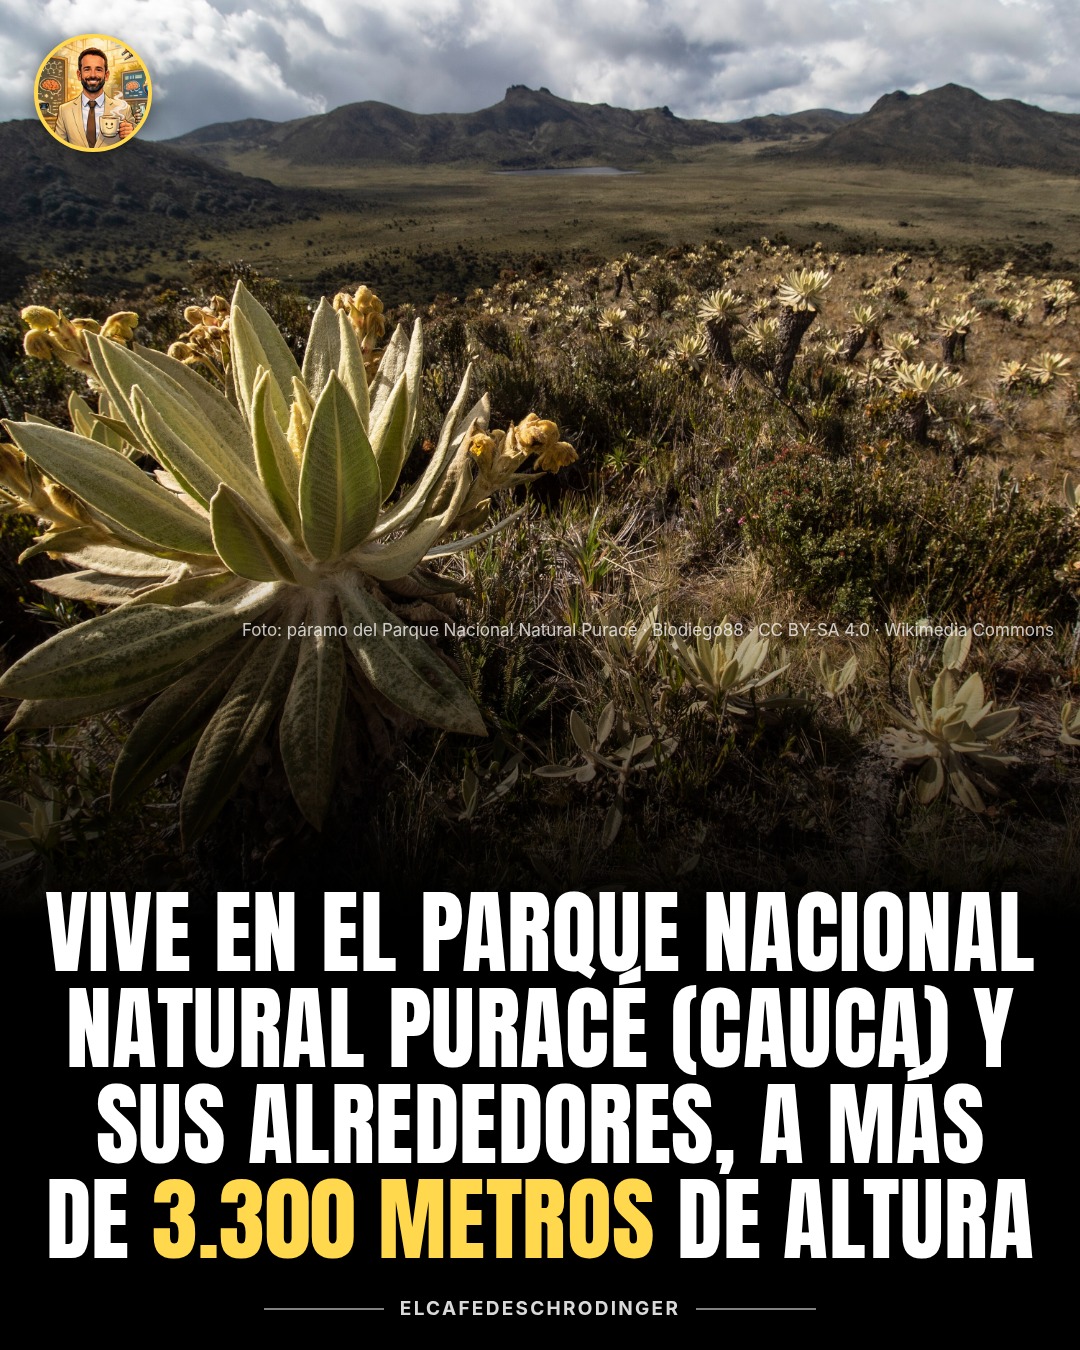 Foto: páramo del Parque Nacional Natural Puracé · Biodiego88 · CC BY-SA 4.0 · Wikimedia Commons
VIVE EN EL PARQUE NACIONAL
NATURAL PURACÉ (CAUCA) Y
SUS ALREDEDORES, A MÁS
DE 3.300 METROS DE ALTURA
ELCAFEDESCHRODINGER